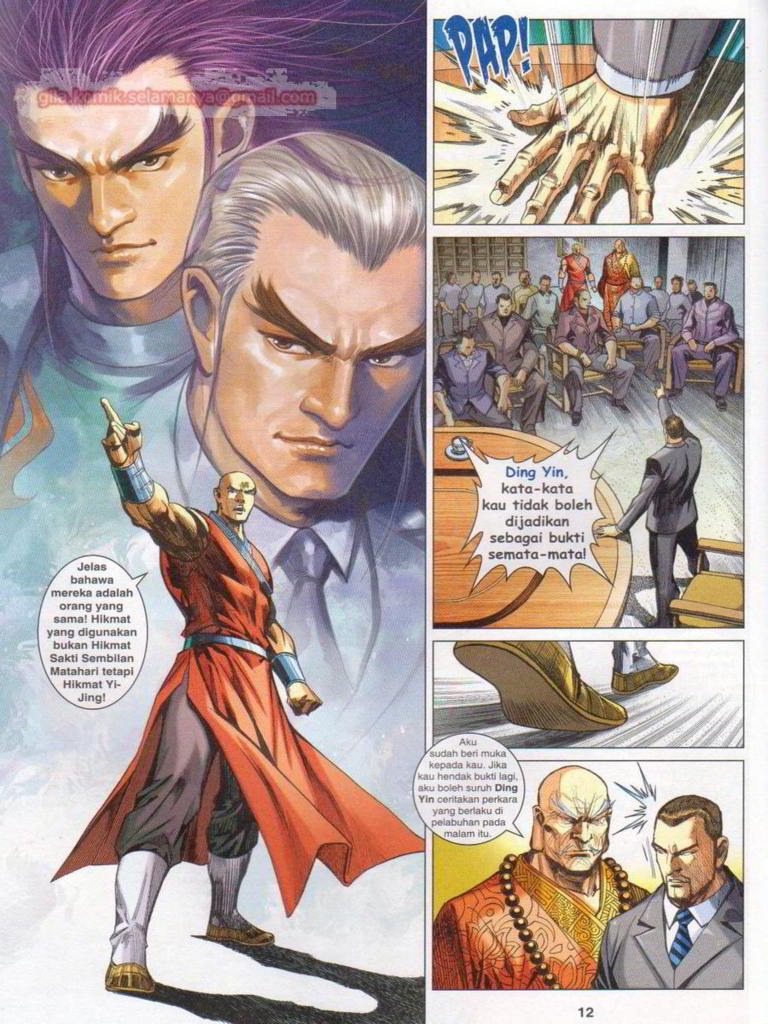 gila.komik.selamanya@gmail.com
Jelas
bahawa
mereka adalah
orang yang
sama! Hikmat
yang digunakan
bukan Hikmat
Sakti Sembilan
Matahari tetapi
Hikmat Yi-
Jing!
PAP!
Ding Yin,
kata-kata
kau tidak boleh
dijadikan
sebagai bukti
semata-mata!
Aku
sudah beri muka
kepada kau. Jika
kau hendak bukti lagi,
aku boleh suruh Ding
Yin ceritakan perkara
yang berlaku di
pelabuhan pada
malam itu.
12